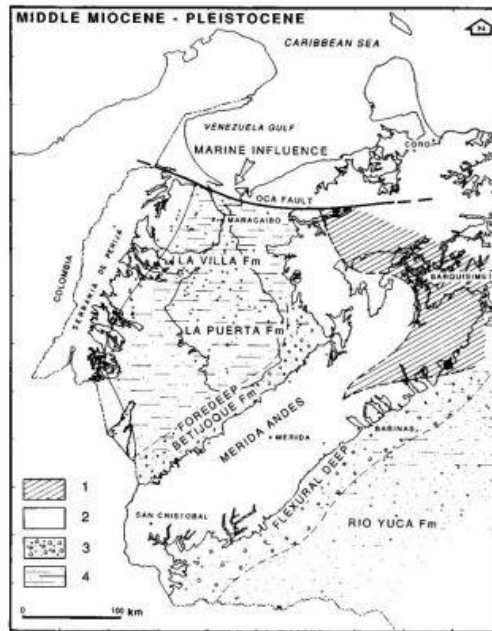 MIDDLE MIOCENE - PLEISTOCENE
N
CARIBBEAN SEA
VENEZUELA GULF
CORO
MARINE INFLUENCE
OCA FAULT
MARACAIBO
COLOMBIA
SERRANIA DE PERIJA
LA VILLA Fm
BARQUISIMET
LA PUERTA Fm
FOREDEEP
BETIJOQUE Fm
MERIDA ANDES
MERIDA
BARINAS
FLEXURAL DEEP
SAN CHISTOBAL
RIO YUCA Fm
1
2
3
4
0 100
km